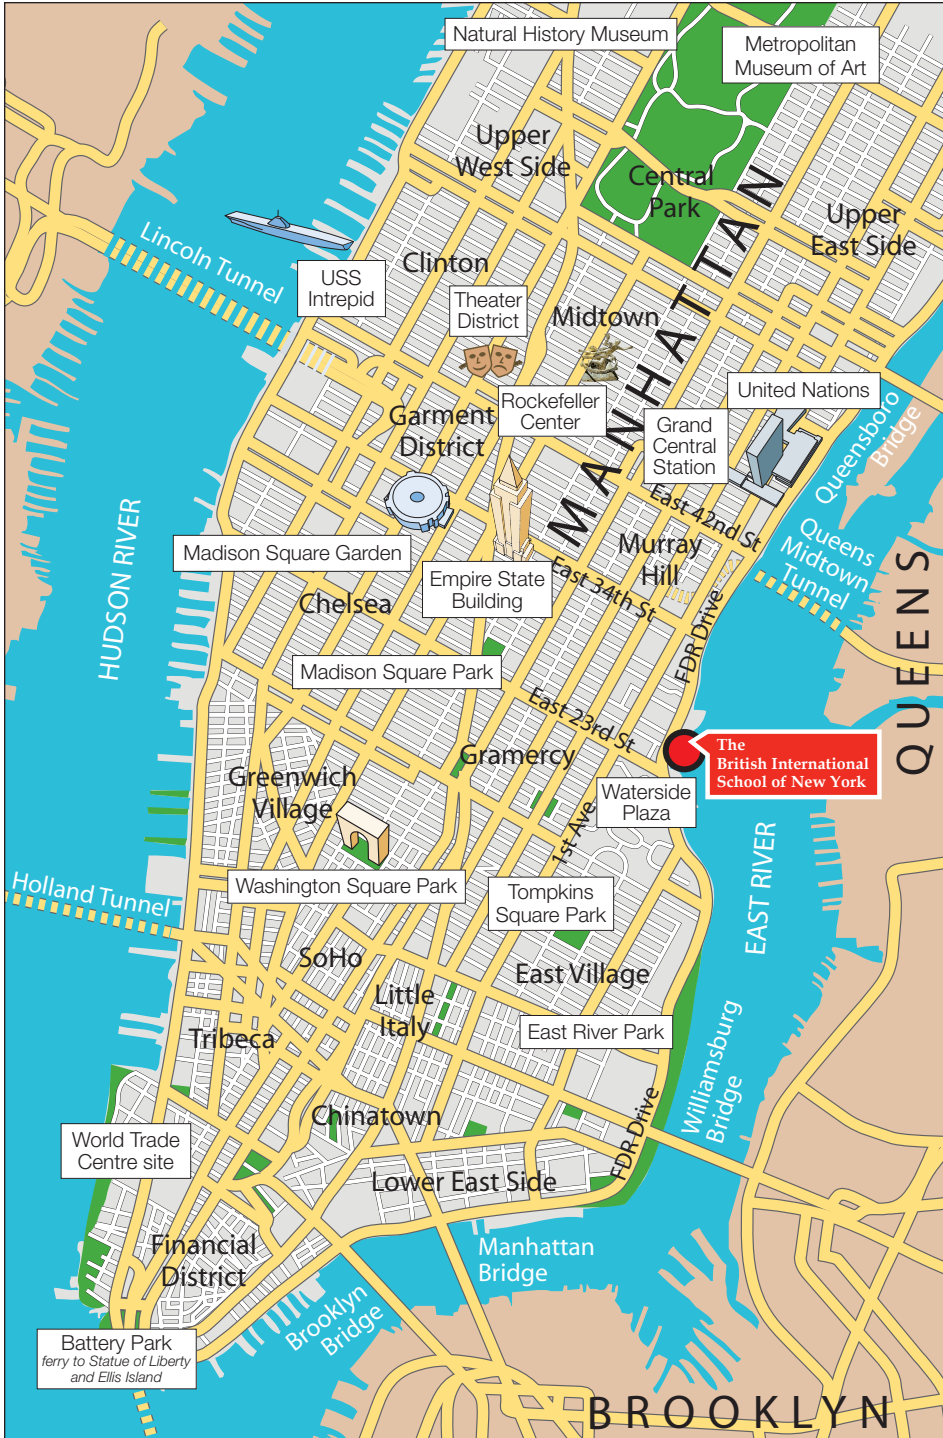 Natural History Museum
Metropolitan
Museum of Art
Upper
West Side
Central
Park
Upper
East Side
MANHATTAN
Lincoln Tunnel
USS
Intrepid
Clinton
Theater
District
Midtown
United Nations
Rockefeller
Center
Garment
District
Grand
Central
Station
Queensboro
Bridge
East 42nd St
Queens
Midtown
Tunnel
HUDSON RIVER
Madison Square Garden
Murray
Hill
Empire State
Building
East 34th St
Chelsea
QUEENS
FDR Drive
Madison Square Park
East 23rd St
The
British International
School of New York
Gramercy
Greenwich
Village
Waterside
Plaza
1st Ave
Washington Square Park
Tompkins
Square Park
Holland Tunnel
EAST RIVER
SoHo
East Village
Little
Italy
East River Park
Tribeca
Williamsburg
Bridge
Chinatown
FDR Drive
World Trade
Centre site
Lower East Side
Financial
District
Manhattan
Bridge
Brooklyn
Bridge
Battery Park
ferry to Statue of Liberty
and Ellis Island
BROOKLYN